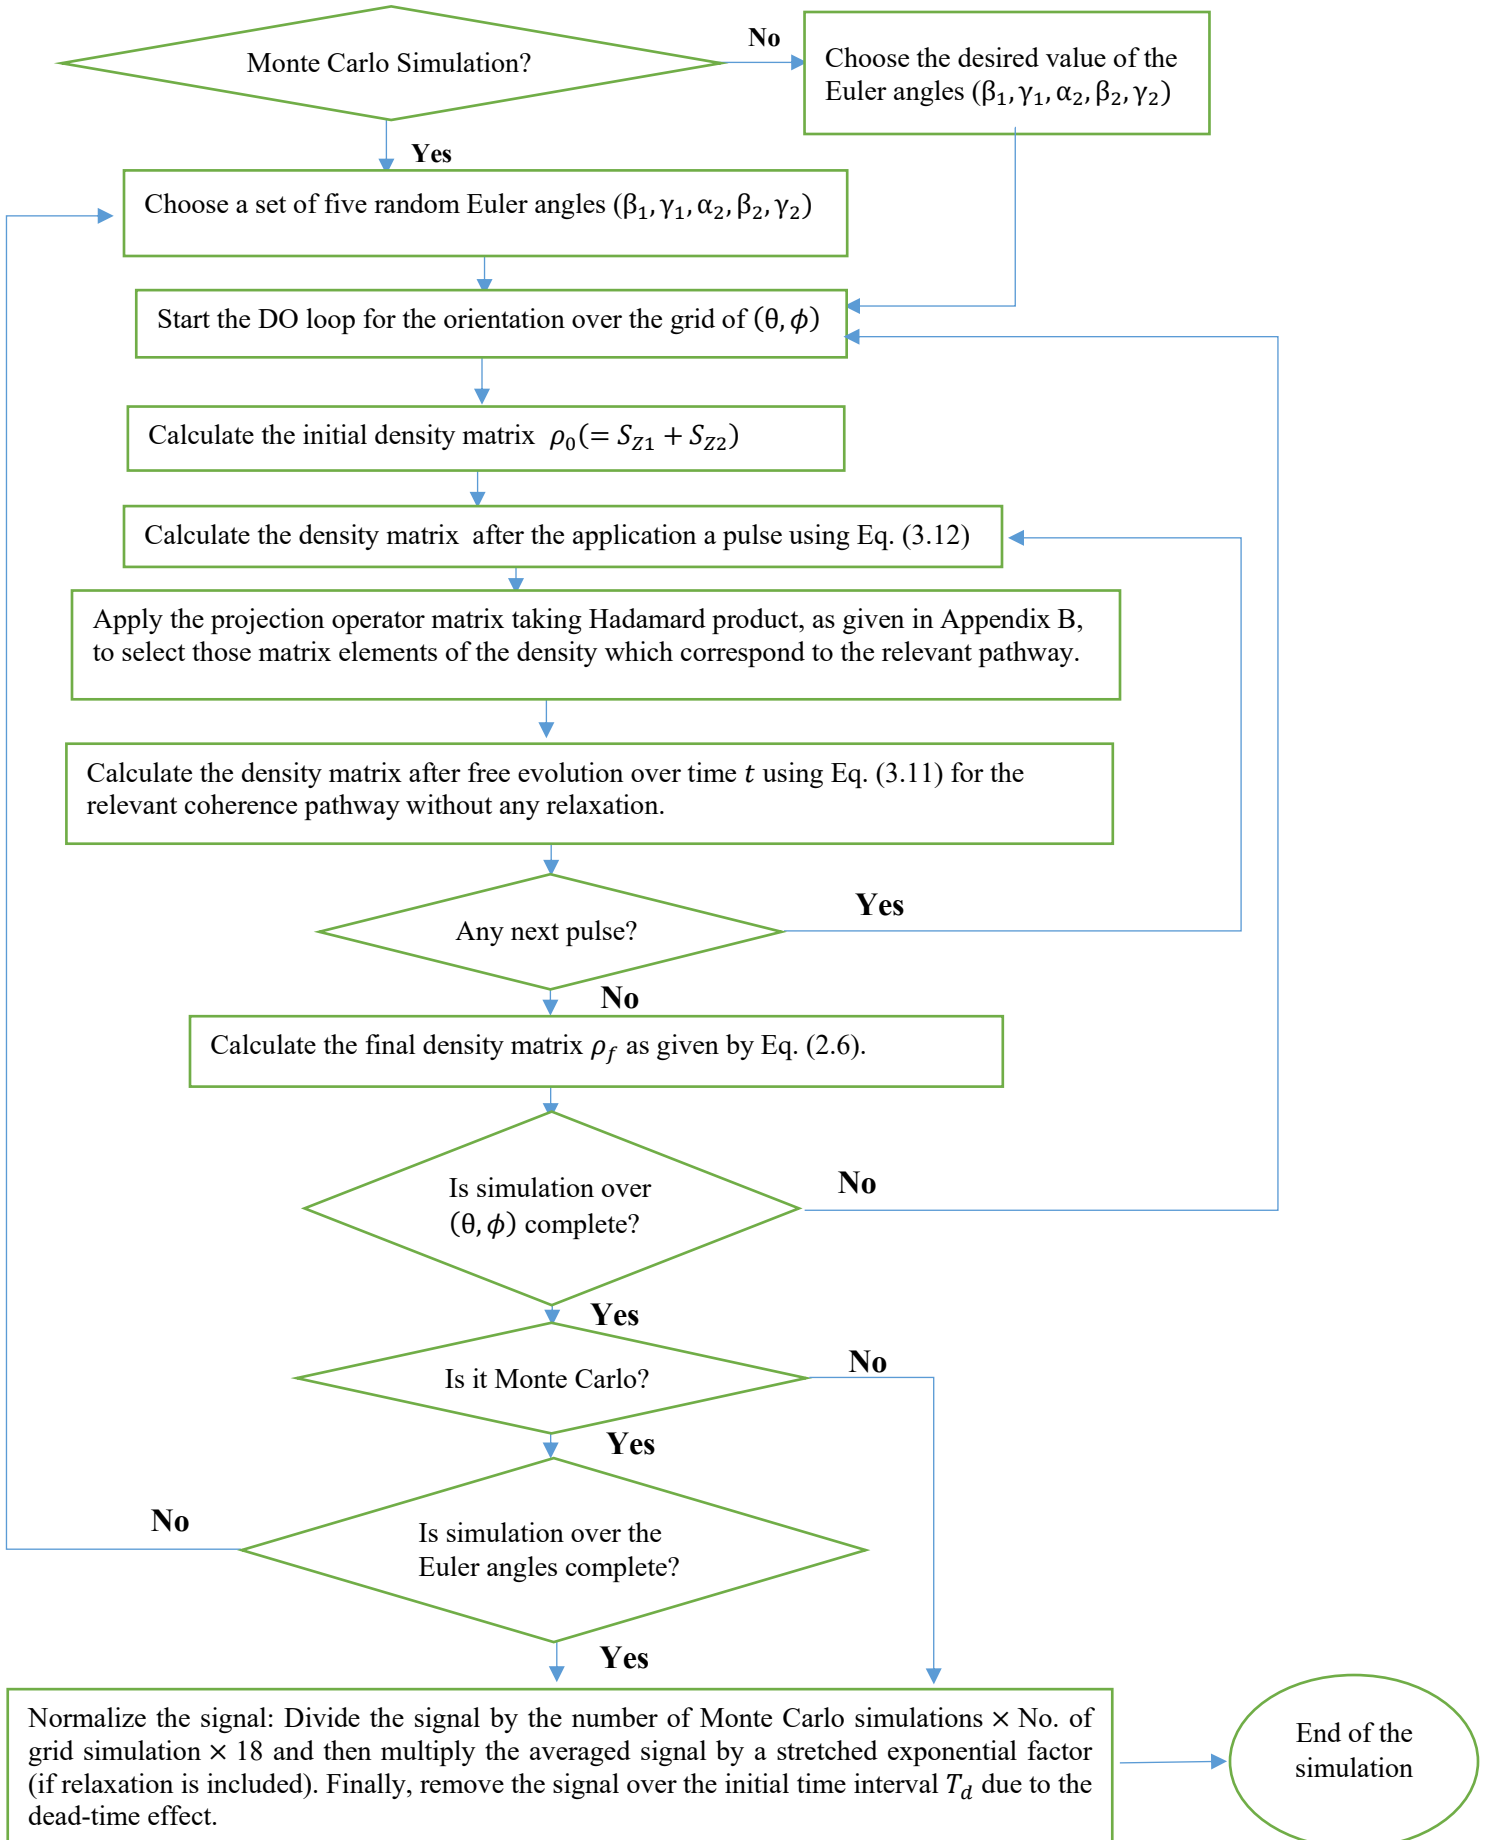 Monte Carlo Simulation?
No
Choose the desired value of the
Euler angles (β₁, γ₁, α₂, β₂, γ₂)
Yes
Choose a set of five random Euler angles (β₁, γ₁, α₂, β₂, γ₂)
Start the DO loop for the orientation over the grid of (θ, ϕ)
Calculate the initial density matrix ρ₀(= S_{Z1} + S_{Z2})
Calculate the density matrix after the application a pulse using Eq. (3.12)
Apply the projection operator matrix taking Hadamard product, as given in Appendix B,
to select those matrix elements of the density which correspond to the relevant pathway.
Calculate the density matrix after free evolution over time t using Eq. (3.11) for the
relevant coherence pathway without any relaxation.
Any next pulse?
Yes
No
Calculate the final density matrix ρ_f as given by Eq. (2.6).
Is simulation over
(θ, ϕ) complete?
No
Yes
Is it Monte Carlo?
No
Yes
Is simulation over the
Euler angles complete?
No
Yes
Normalize the signal: Divide the signal by the number of Monte Carlo simulations × No. of
grid simulation × 18 and then multiply the averaged signal by a stretched exponential factor
(if relaxation is included). Finally, remove the signal over the initial time interval T_d due to the
dead-time effect.
End of the
simulation